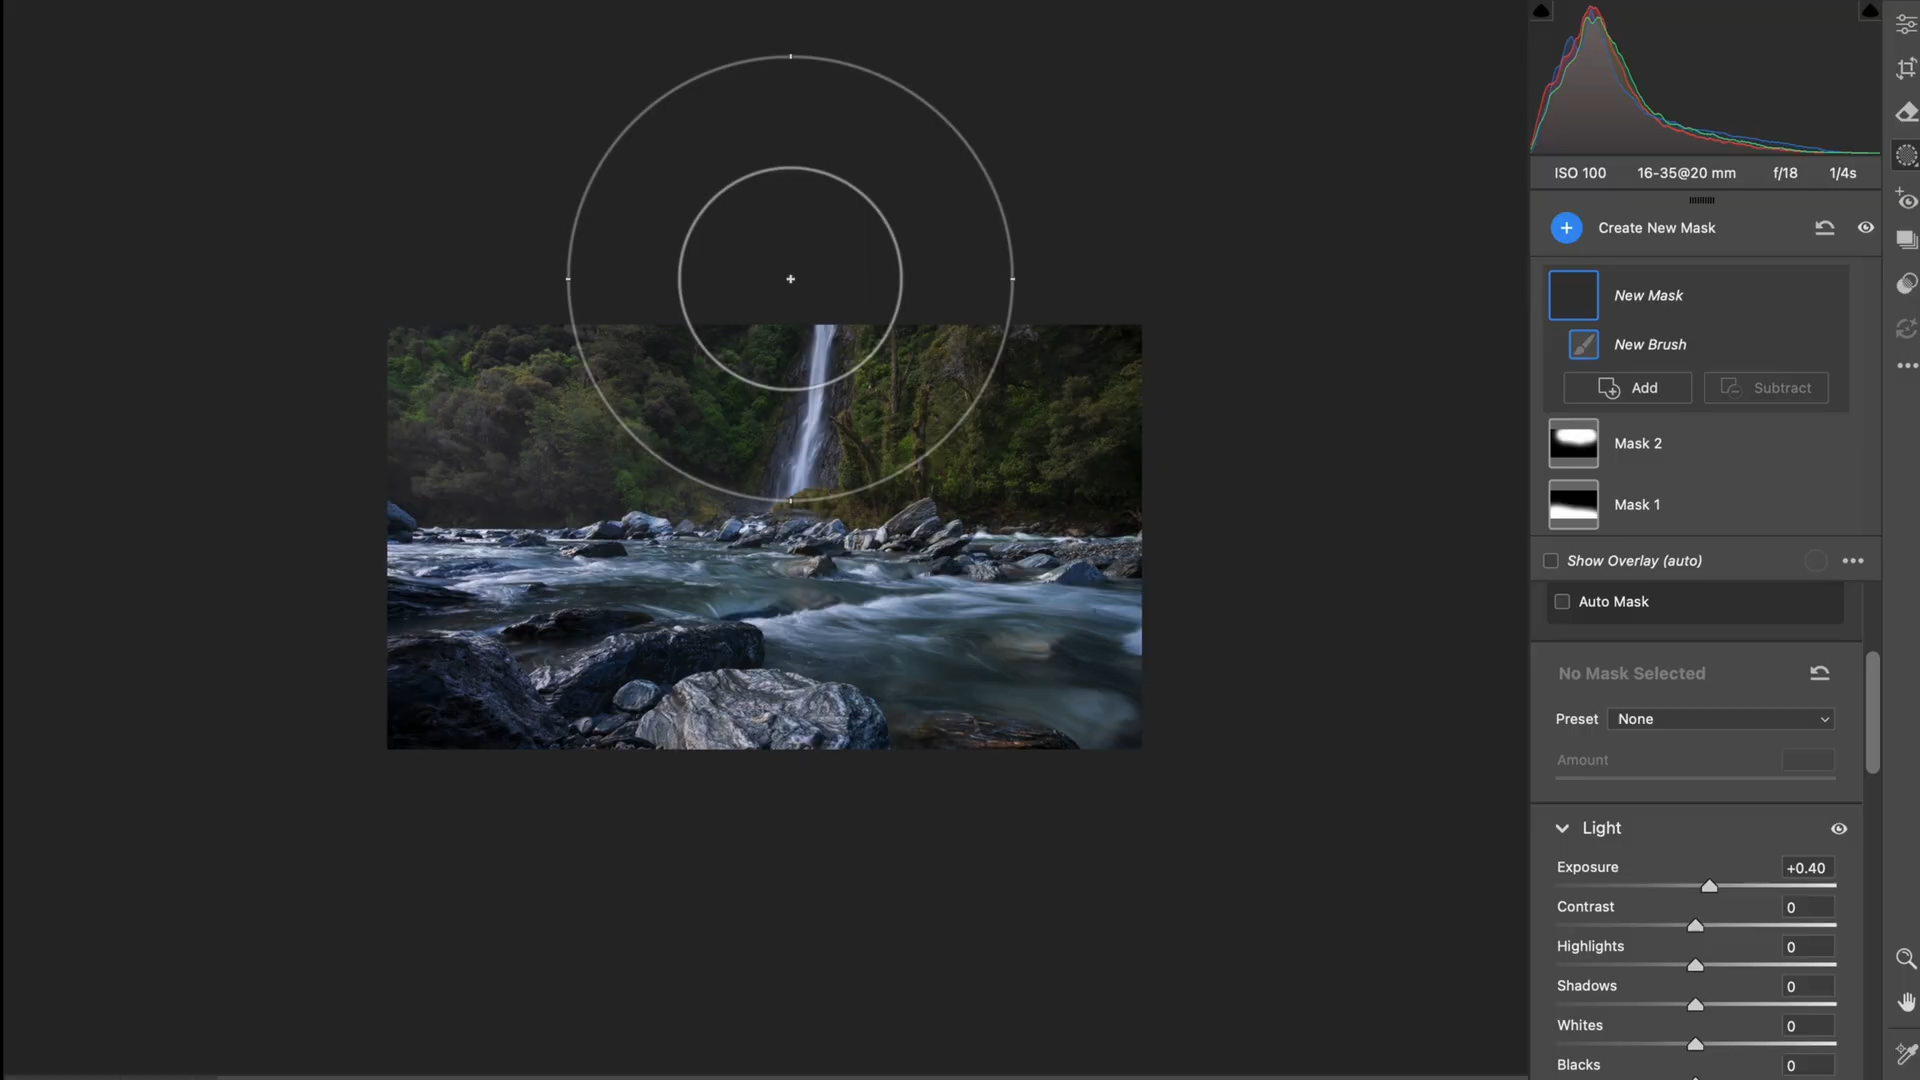 ISO 100 16-35@20 mm f/18 1/4s
Create New Mask
New Mask
New Brush
Add Subtract
Mask 2
Mask 1
Show Overlay (auto)
Auto Mask
No Mask Selected
Preset None
Amount
Light
Exposure +0.40
Contrast 0
Highlights 0
Shadows 0
Whites 0
Blacks 0